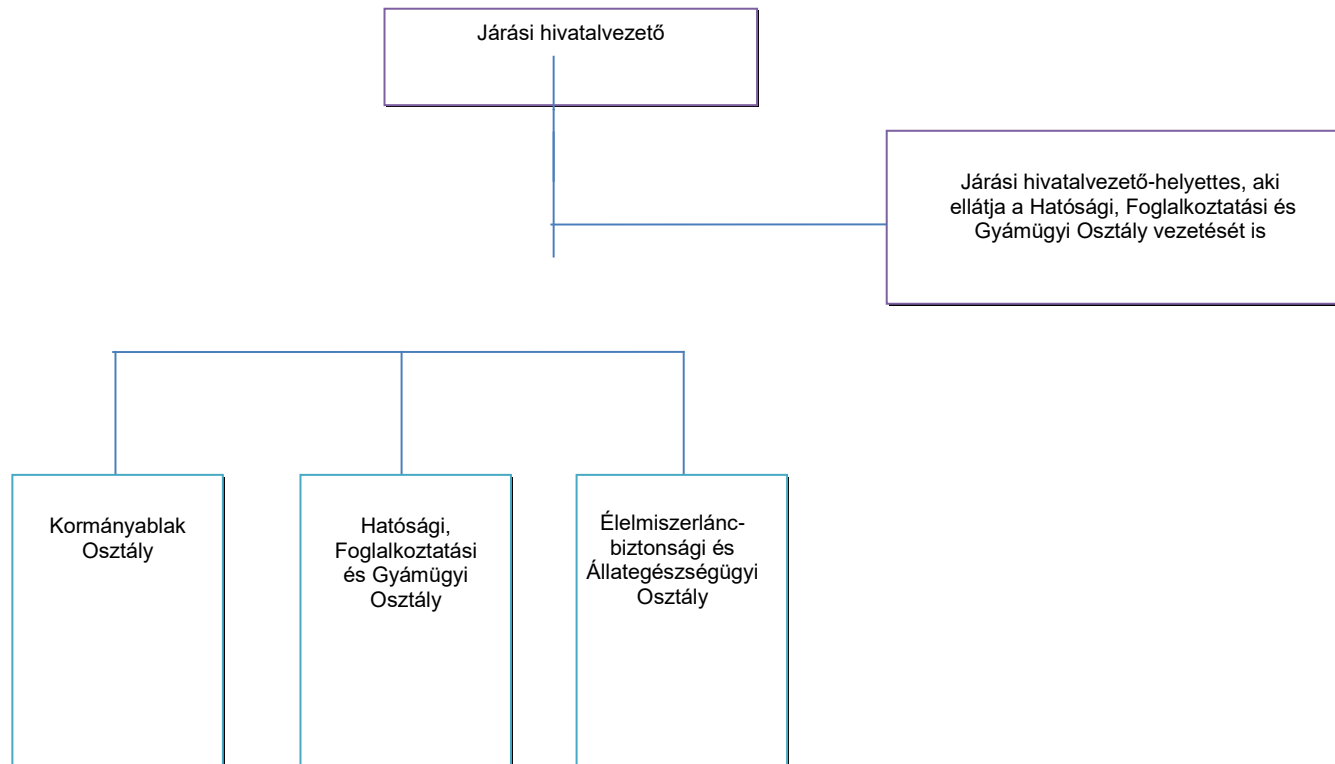 Járási hivatalvezető
Járási hivatalvezető-helyettes, aki
ellátja a Hatósági, Foglalkoztatási és
Gyámügyi Osztály vezetését is
Kormányablak
Osztály
Hatósági,
Foglalkoztatási
és Gyámügyi
Osztály
Élelmiszerlánc-
biztonsági és
Állategészségügyi
Osztály